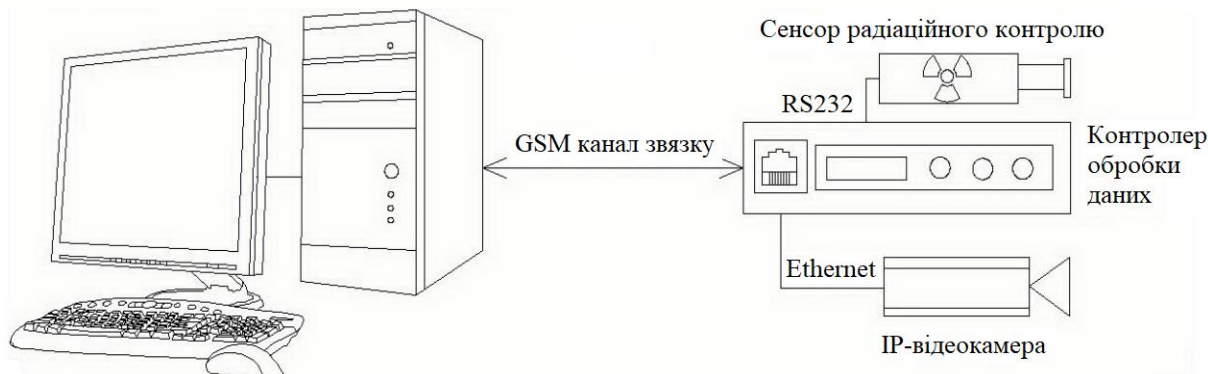 Сенсор радіаційного контролю
RS232
GSM канал звязку
Контролер
обробки
даних
Ethernet
IP-відеокамера